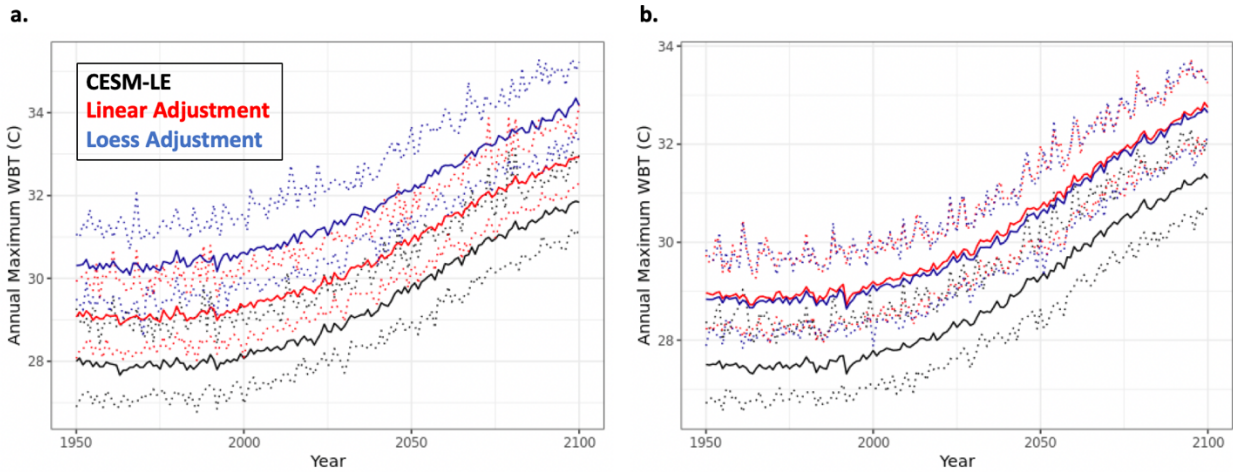 a.
Annual Maximum WBT (C)
34
32
30
28
CESM-LE
Linear Adjustment
Loess Adjustment
1950
2000
2050
2100
Year
b.
Annual Maximum WBT (C)
34
32
30
28
1950
2000
2050
2100
Year